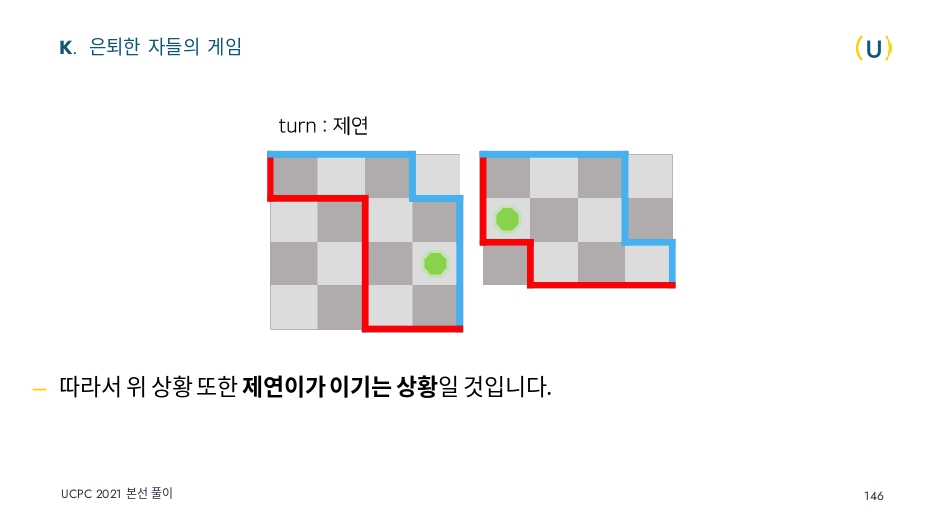 K. 은퇴한 자들의 게임
(U)
turn : 제연
– 따라서 위 상황 또한 제연이가 이기는 상황일 것입니다.
UCPC 2021 본선 풀이
146